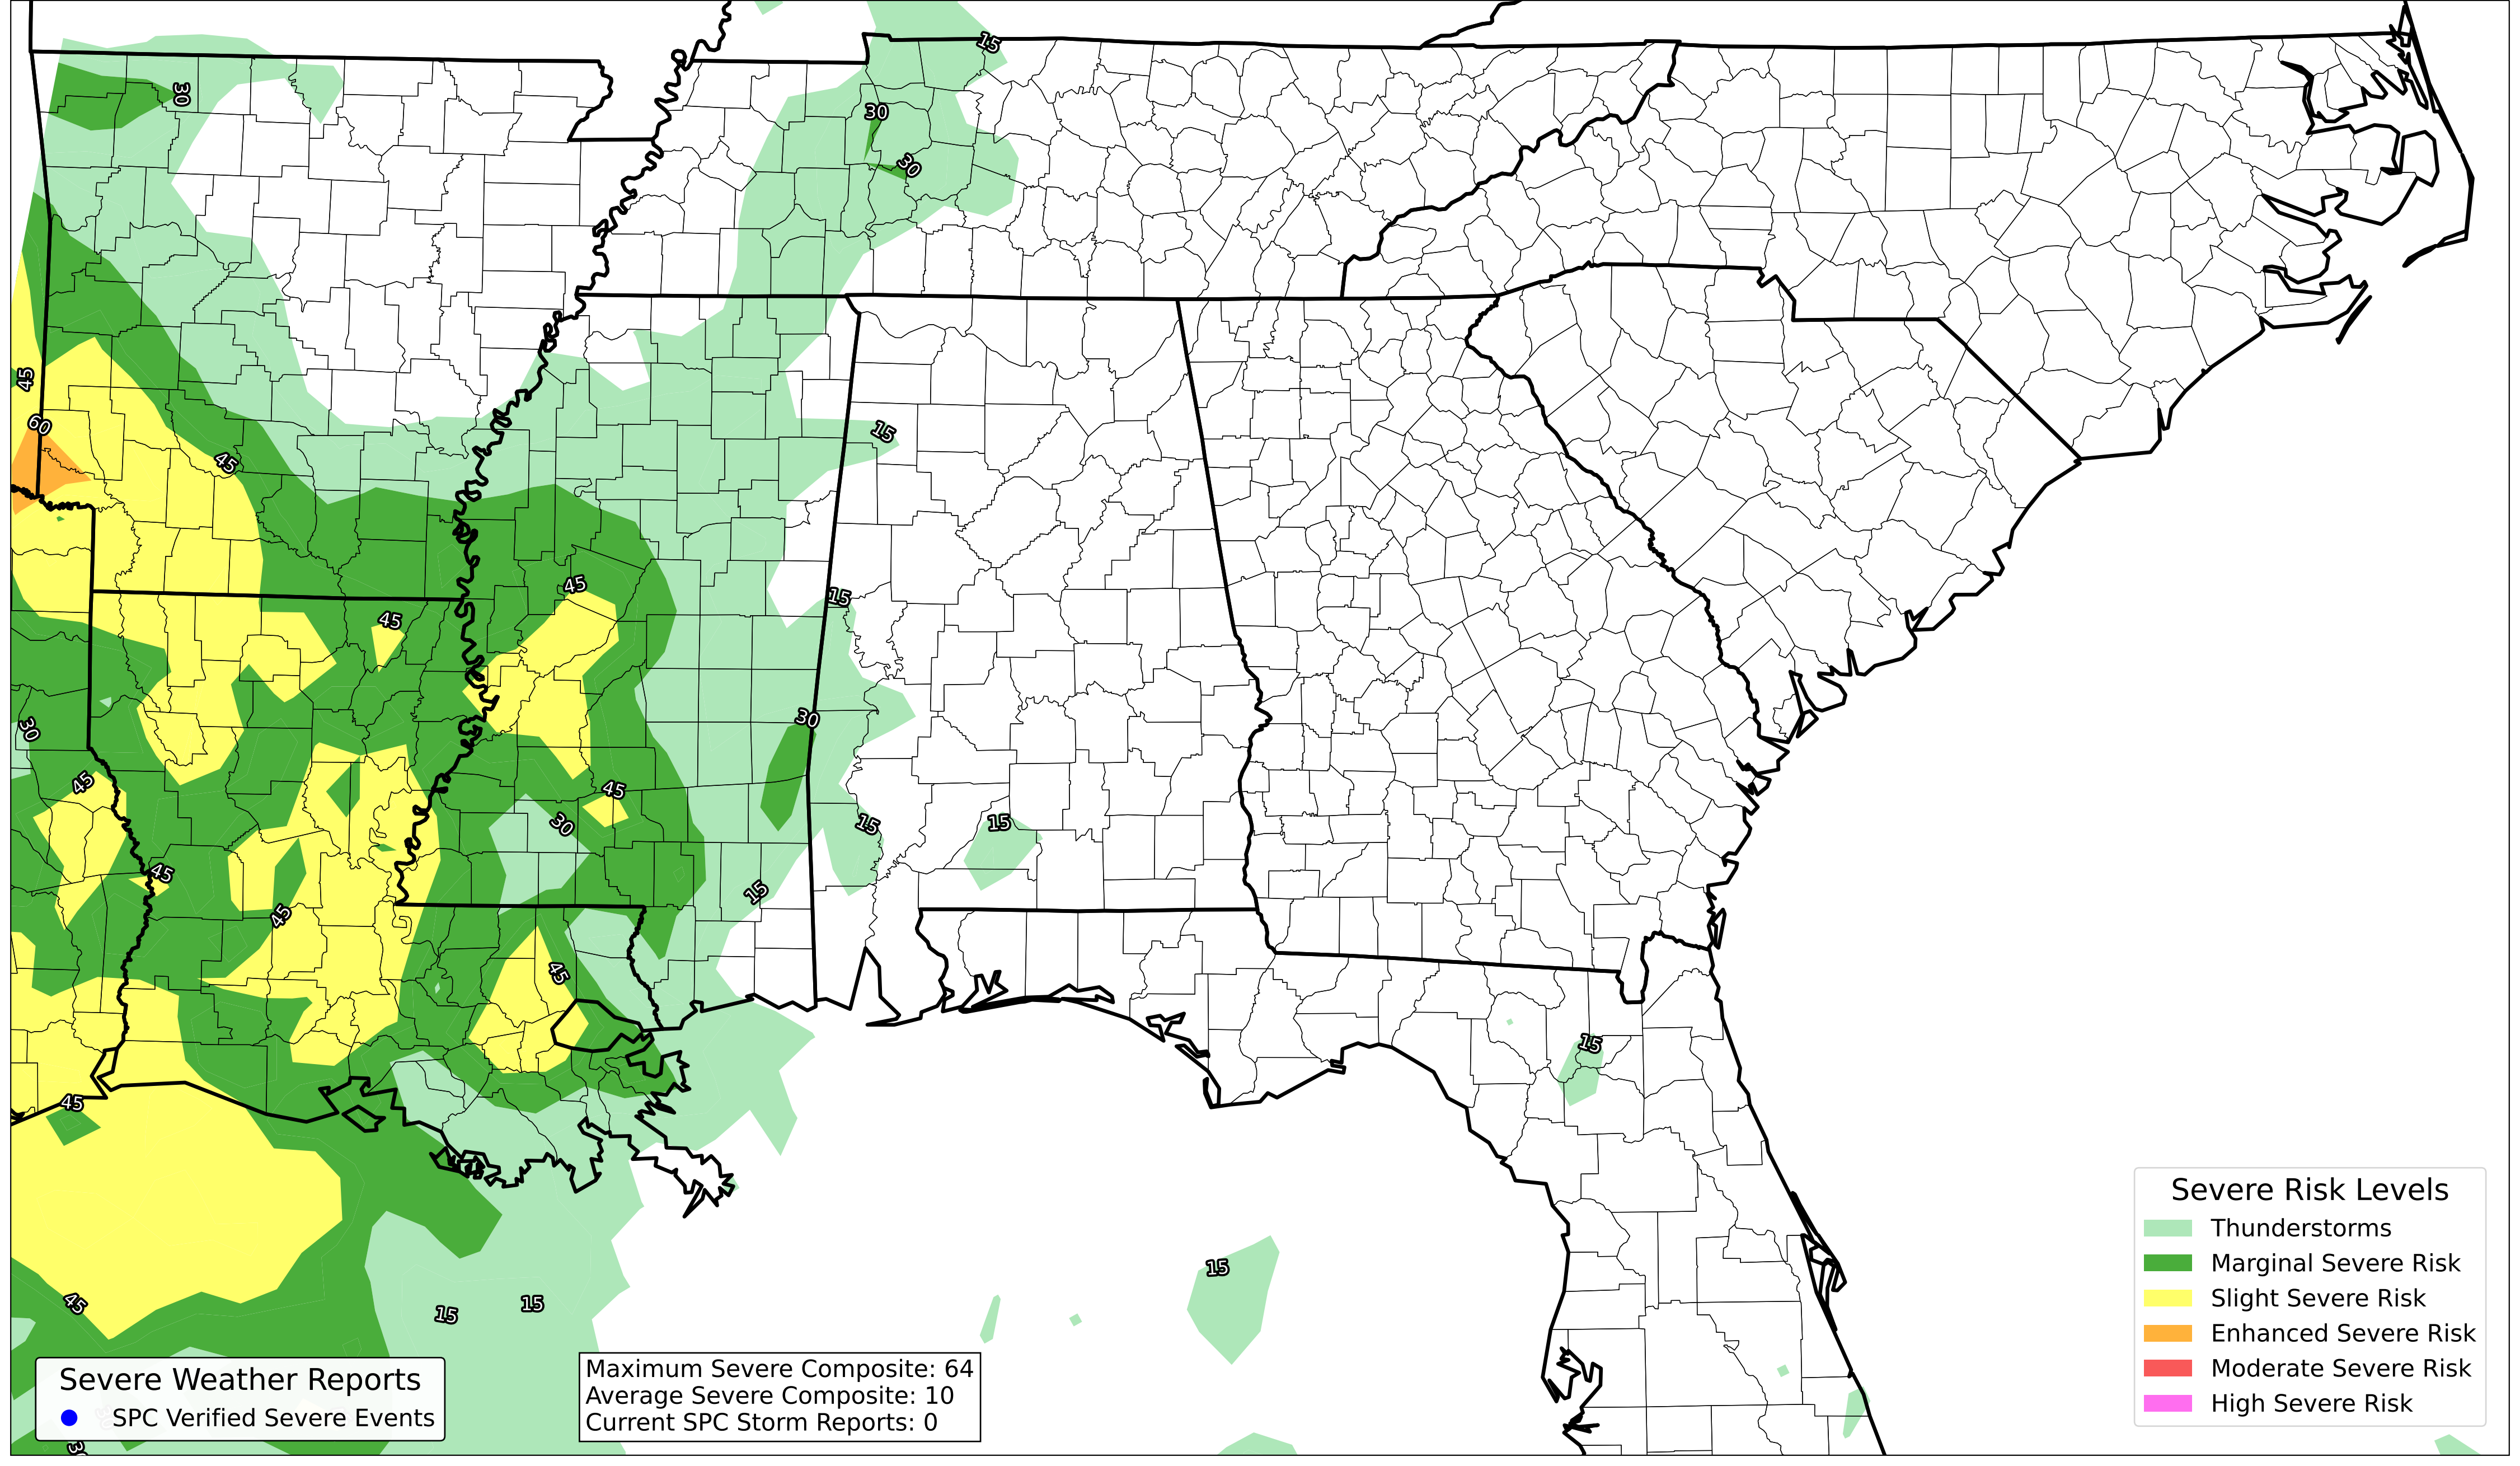 15
30
30
30
45
60
15
45
45
15
45
30
30
45
45
30
15
15
45
15
45
45
15
45
15
45
15
15
30
Severe Risk Levels
Thunderstorms
Marginal Severe Risk
Slight Severe Risk
Enhanced Severe Risk
Moderate Severe Risk
High Severe Risk
Severe Weather Reports
SPC Verified Severe Events
Maximum Severe Composite: 64
Average Severe Composite: 10
Current SPC Storm Reports: 0